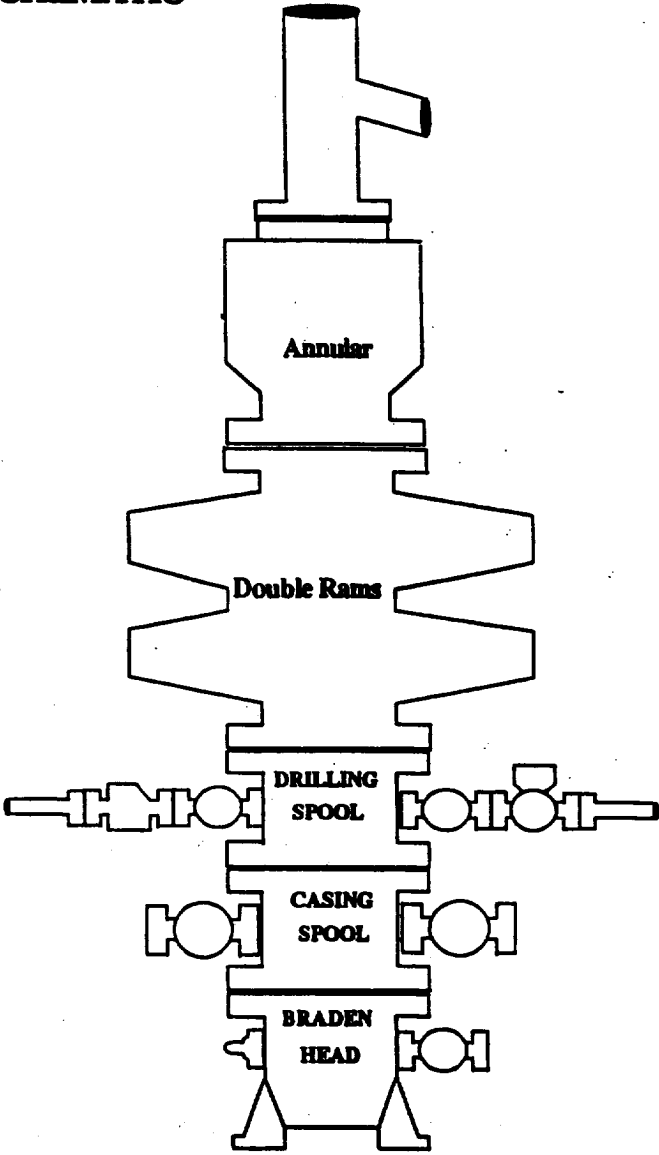 Annular
Double Rams
DRILLING
SPOOL
CASING
SPOOL
BRADEN
HEAD